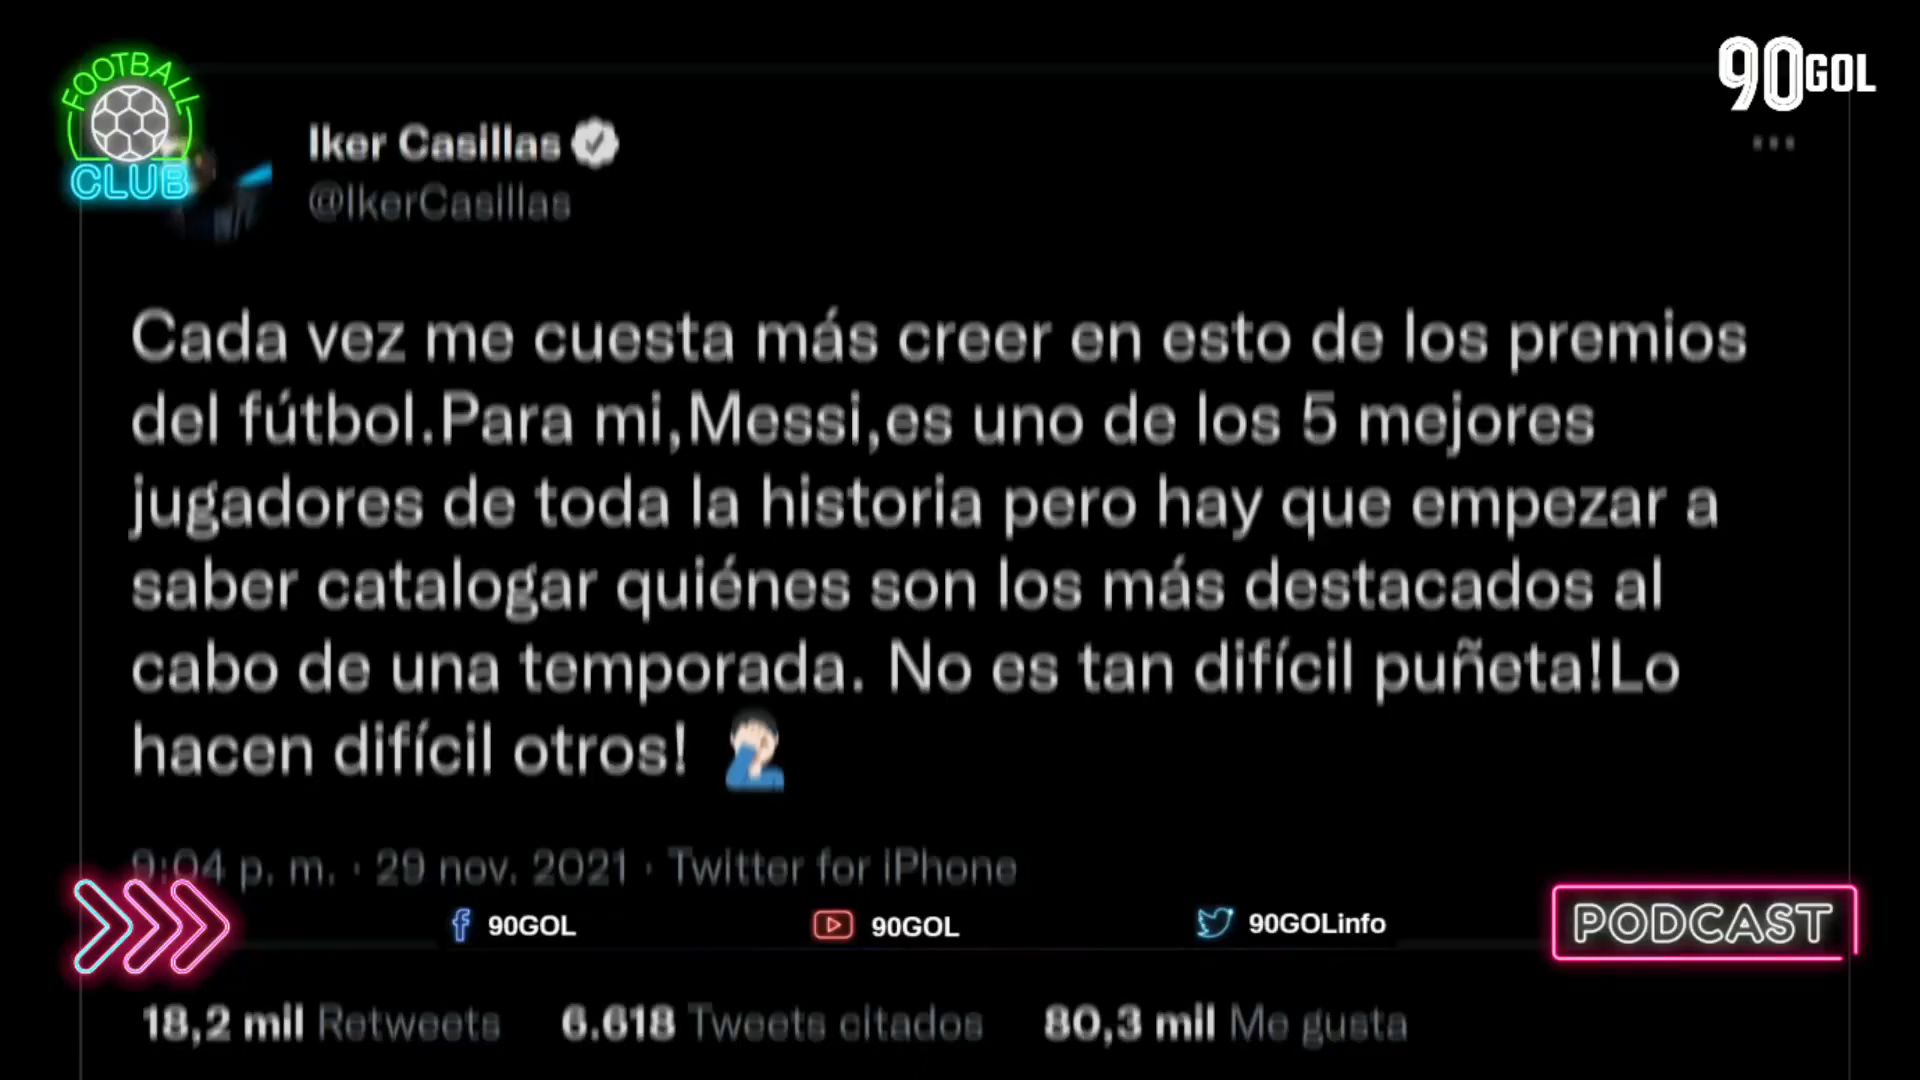 FOOTBALL
CLUB
90GOL
Iker Casillas
@IkerCasillas
Cada vez me cuesta más creer en esto de los premios
del fútbol.Para mi,Messi,es uno de los 5 mejores
jugadores de toda la historia pero hay que empezar a
saber catalogar quiénes son los más destacados al
cabo de una temporada. No es tan difícil puñeta!Lo
hacen difícil otros!
9:04 p. m. · 29 nov. 2021 · Twitter for iPhone
90GOL 90GOL 90GOLinfo
PODCAST
18,2 mil Retweets 6.618 Tweets citados 80,3 mil Me gusta